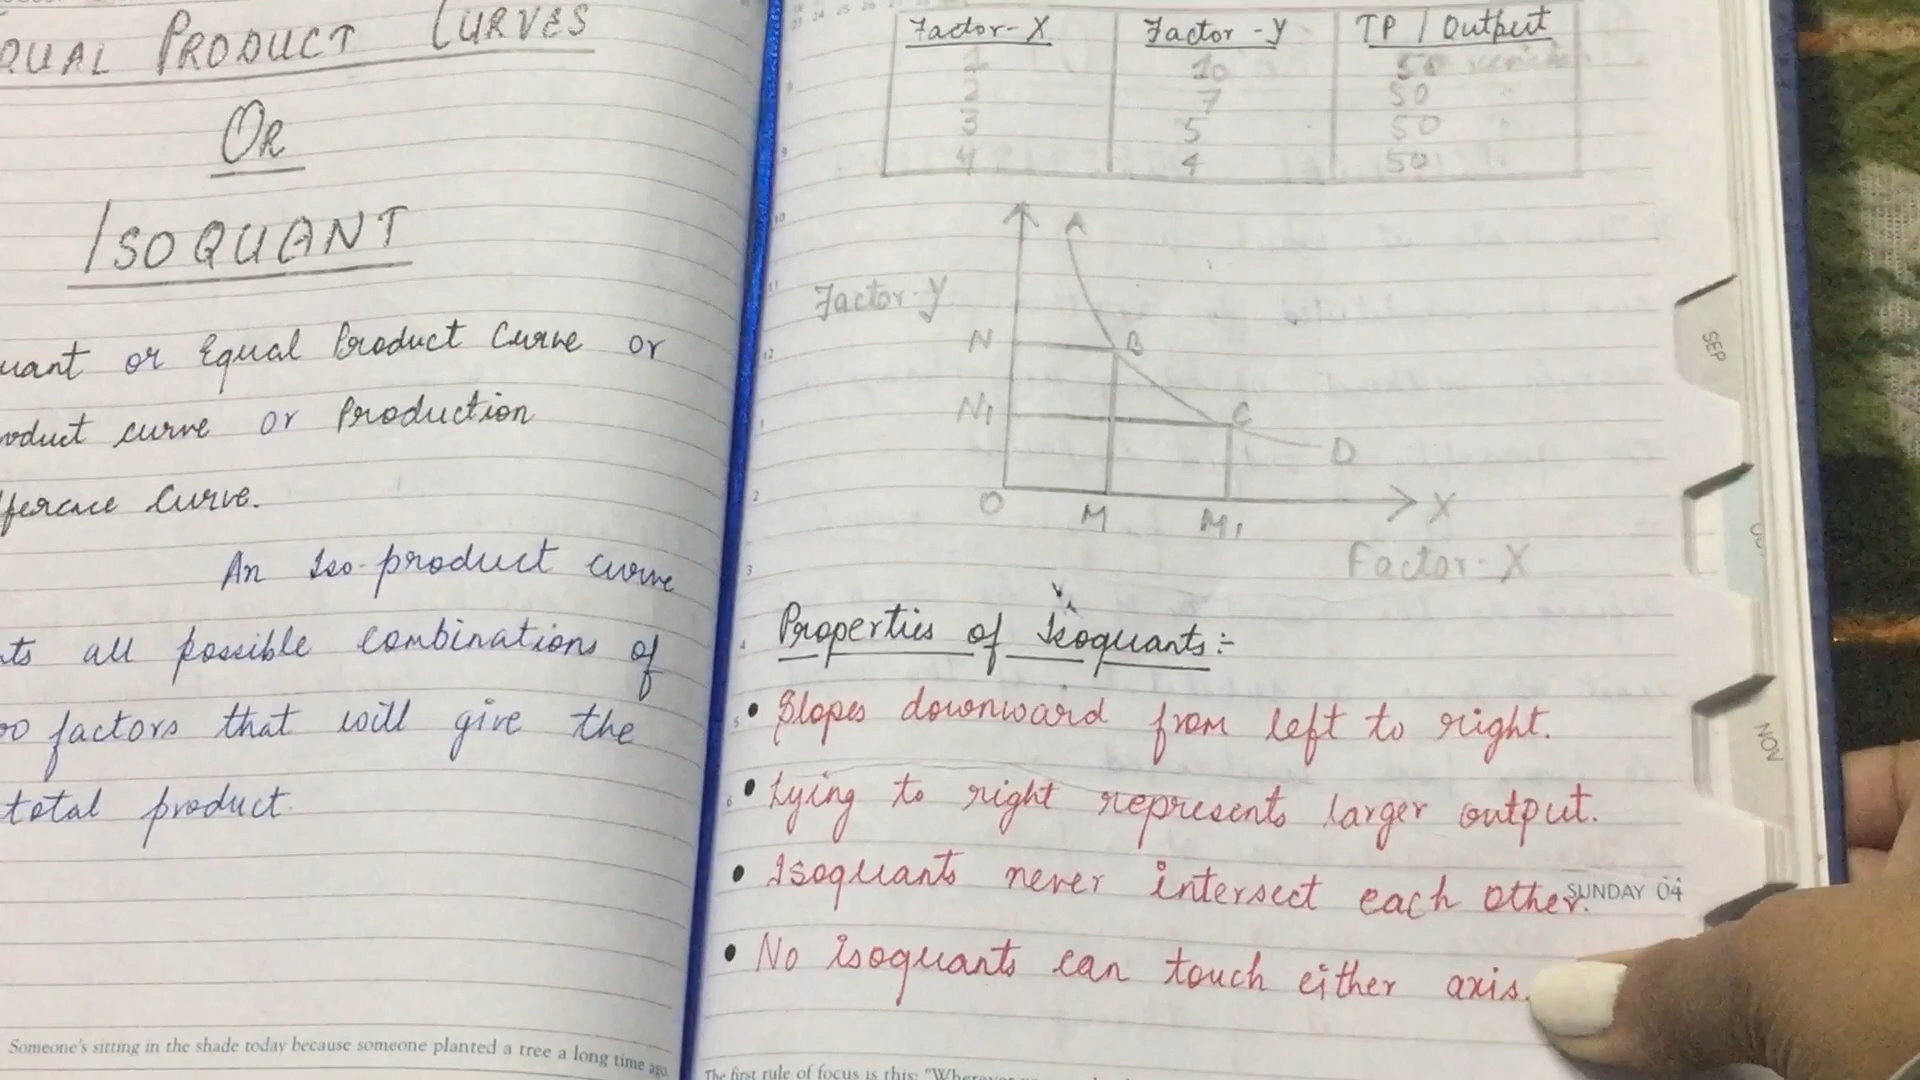 QUAL PRODUCT CURVES
OR
ISOQUANT
uant or Equal Product Curve or
roduct curve or Production
fference Curve.
An Iso-product curve
nts all possible combinations of
factors that will give the
total product
Someone's sitting in the shade today because someone planted a tree a long time ago.
Factor-X Factor-Y TP / Output
1 10 50
2 7 50
3 5 50
4 4 50
A
Factor-Y
N B
N1 C
D
O M M1 X
Factor-X
Properties of Isoquants:-
• Slopes downward from left to right.
• Lying to right represents larger output.
• Isoquants never intersect each other.
SUNDAY 04
• No isoquants can touch either axis.
The first rule of focus is this: "Wherever
SEP
NOV